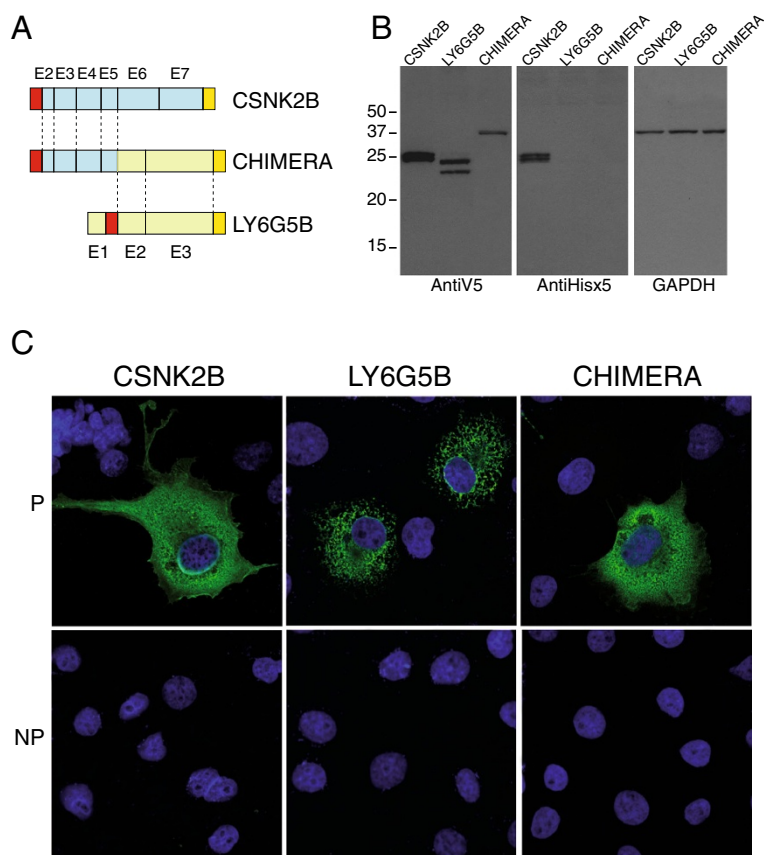 A
E2 E3 E4 E5 E6 E7
CSNK2B
CHIMERA
LY6G5B
E1 E2 E3
B
CSNK2B LY6G5B CHIMERA CSNK2B LY6G5B CHIMERA CSNK2B LY6G5B CHIMERA
50
37
25
20
15
AntiV5 AntiHisx5 GAPDH
C
CSNK2B LY6G5B CHIMERA
P
NP